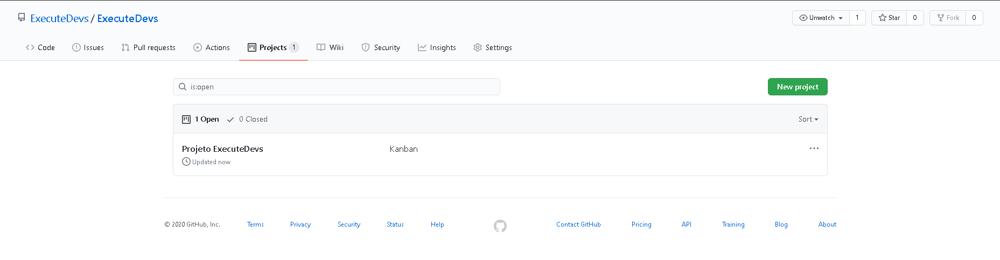 ExecuteDevs / ExecuteDevs
Unwatch 1 Star 0 Fork 0
Code Issues Pull requests Actions Projects 1 Wiki Security Insights Settings
is:open New project
1 Open 0 Closed Sort
Projeto ExecuteDevs Kanban
Updated now
© 2020 GitHub, Inc. Terms Privacy Security Status Help Contact GitHub Pricing API Training Blog About